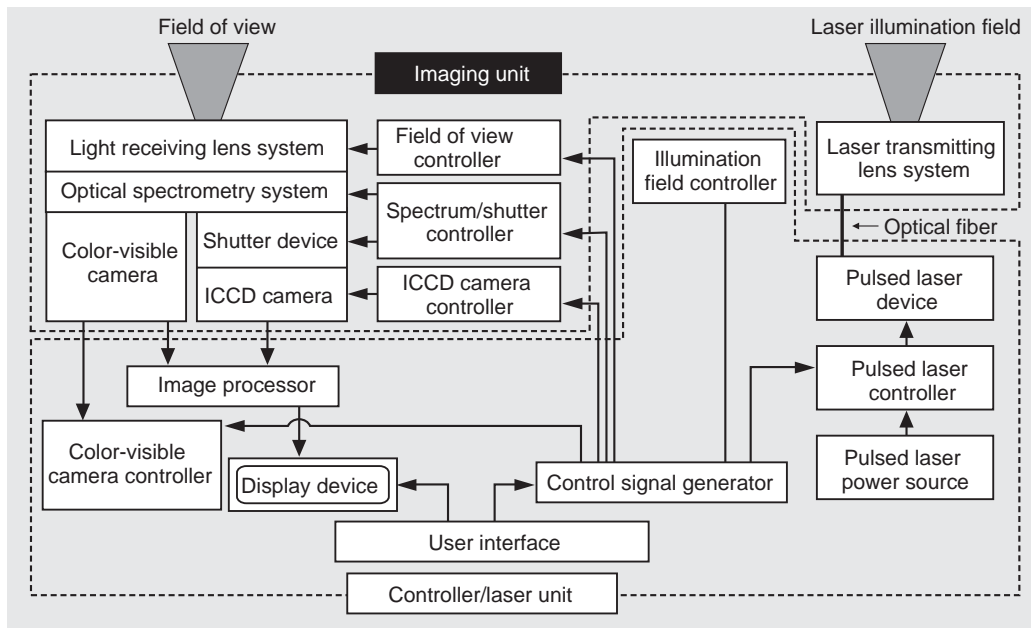 Field of view
Laser illumination field
Imaging unit
Light receiving lens system
Field of view
controller
Illumination
field controller
Laser transmitting
lens system
Optical spectrometry system
Spectrum/shutter
controller
Color-visible
camera
Shutter device
Optical fiber
ICCD camera
ICCD camera
controller
Pulsed laser
device
Image processor
Pulsed laser
controller
Color-visible
camera controller
Display device
Control signal generator
Pulsed laser
power source
User interface
Controller/laser unit